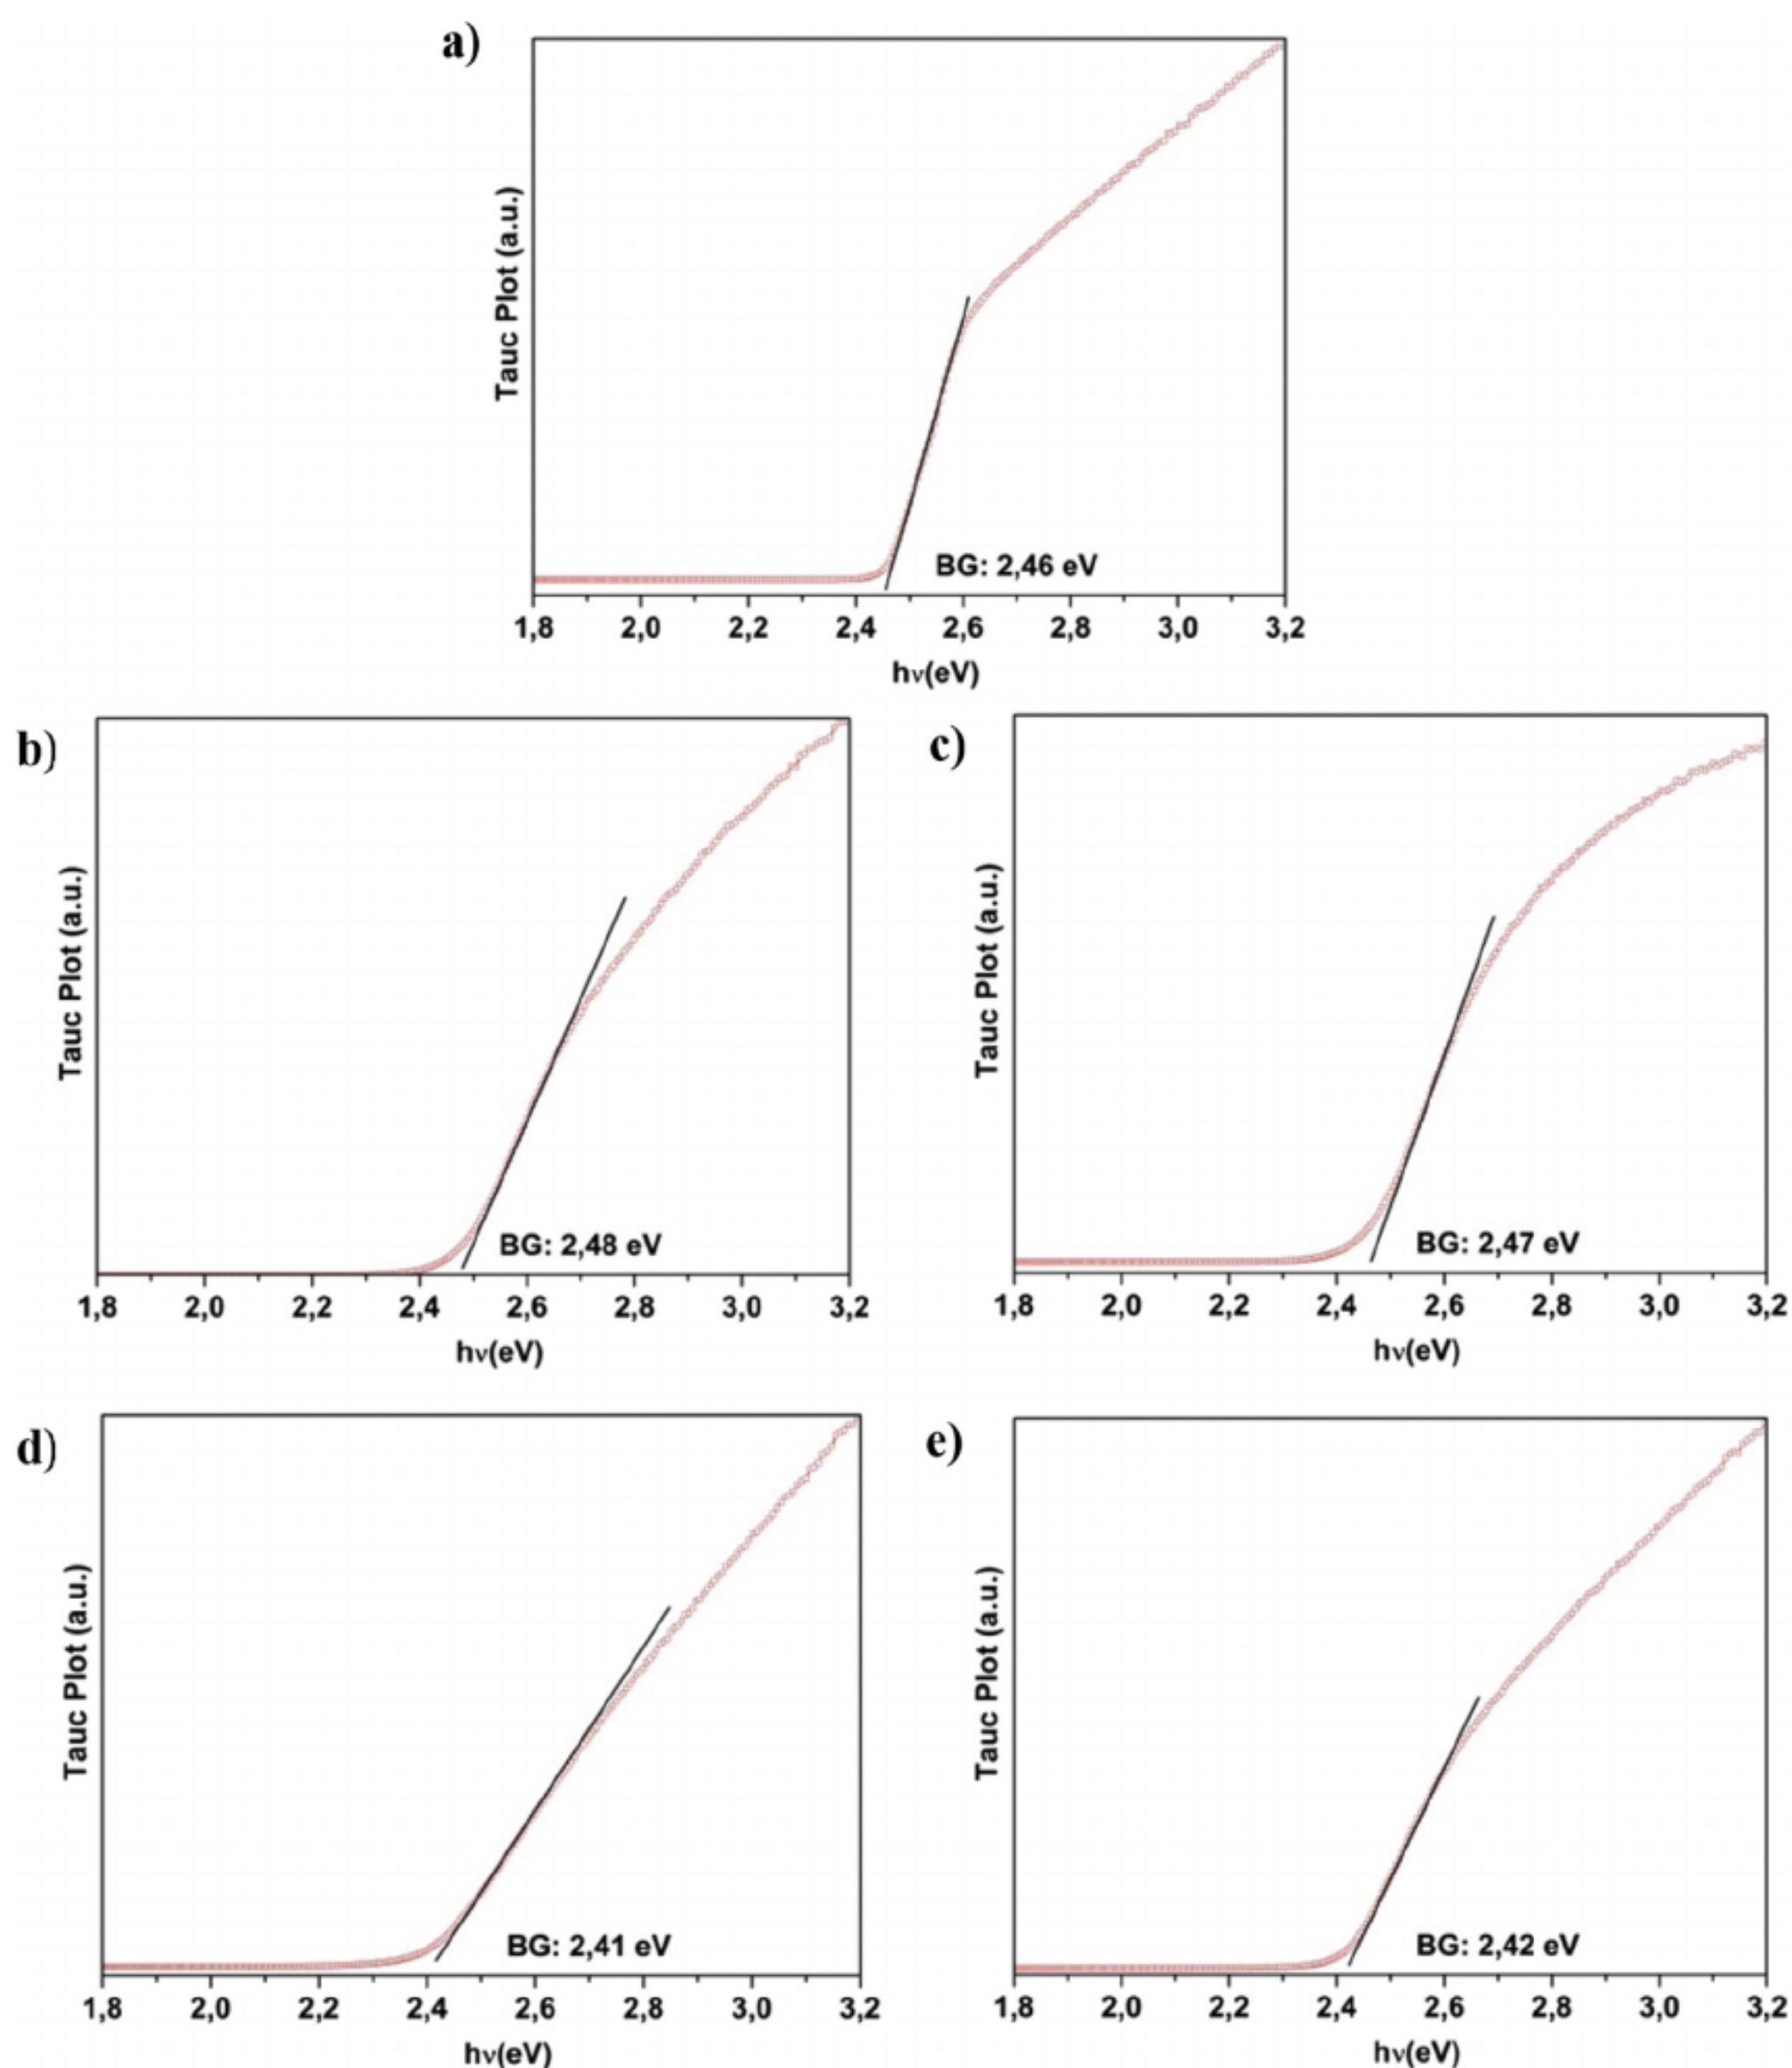 a)
Tauc Plot (a.u.)
BG: 2,46 eV
1,8 2,0 2,2 2,4 2,6 2,8 3,0 3,2
hν(eV)
b)
Tauc Plot (a.u.)
BG: 2,48 eV
1,8 2,0 2,2 2,4 2,6 2,8 3,0 3,2
hν(eV)
c)
Tauc Plot (a.u.)
BG: 2,47 eV
1,8 2,0 2,2 2,4 2,6 2,8 3,0 3,2
hν(eV)
d)
Tauc Plot (a.u.)
BG: 2,41 eV
1,8 2,0 2,2 2,4 2,6 2,8 3,0 3,2
hν(eV)
e)
Tauc Plot (a.u.)
BG: 2,42 eV
1,8 2,0 2,2 2,4 2,6 2,8 3,0 3,2
hν(eV)